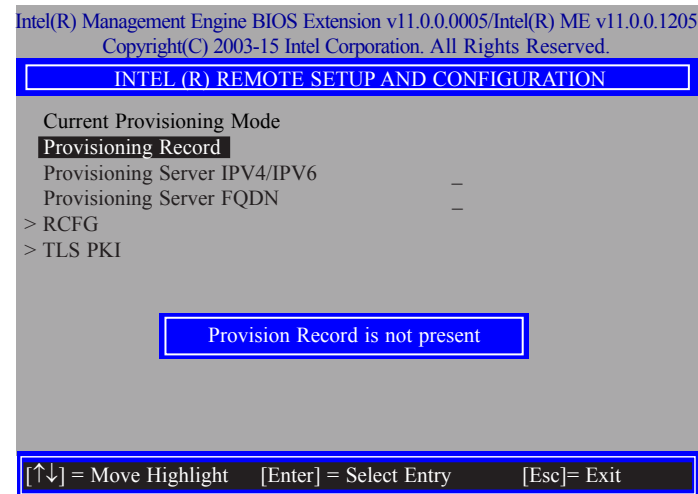 Intel(R) Management Engine BIOS Extension v11.0.0.0005/Intel(R) ME v11.0.0.1205
Copyright(C) 2003-15 Intel Corporation. All Rights Reserved.
INTEL (R) REMOTE SETUP AND CONFIGURATION
Current Provisioning Mode
Provisioning Record
Provisioning Server IPV4/IPV6 _
Provisioning Server FQDN _
> RCFG
> TLS PKI
Provision Record is not present
[↑↓] = Move Highlight [Enter] = Select Entry [Esc]= Exit